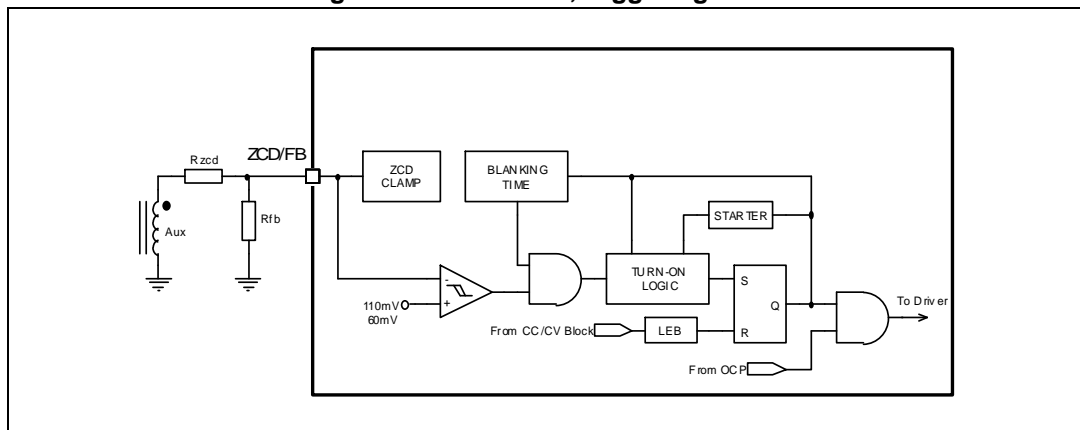 ZCD/FB
Rzcd
Rfb
Aux
ZCD
CLAMP
BLANKING
TIME
STARTER
TURN-ON
LOGIC
110mV
60mV
S
Q
R
From CC/CV Block
LEB
From OCP
To Driver